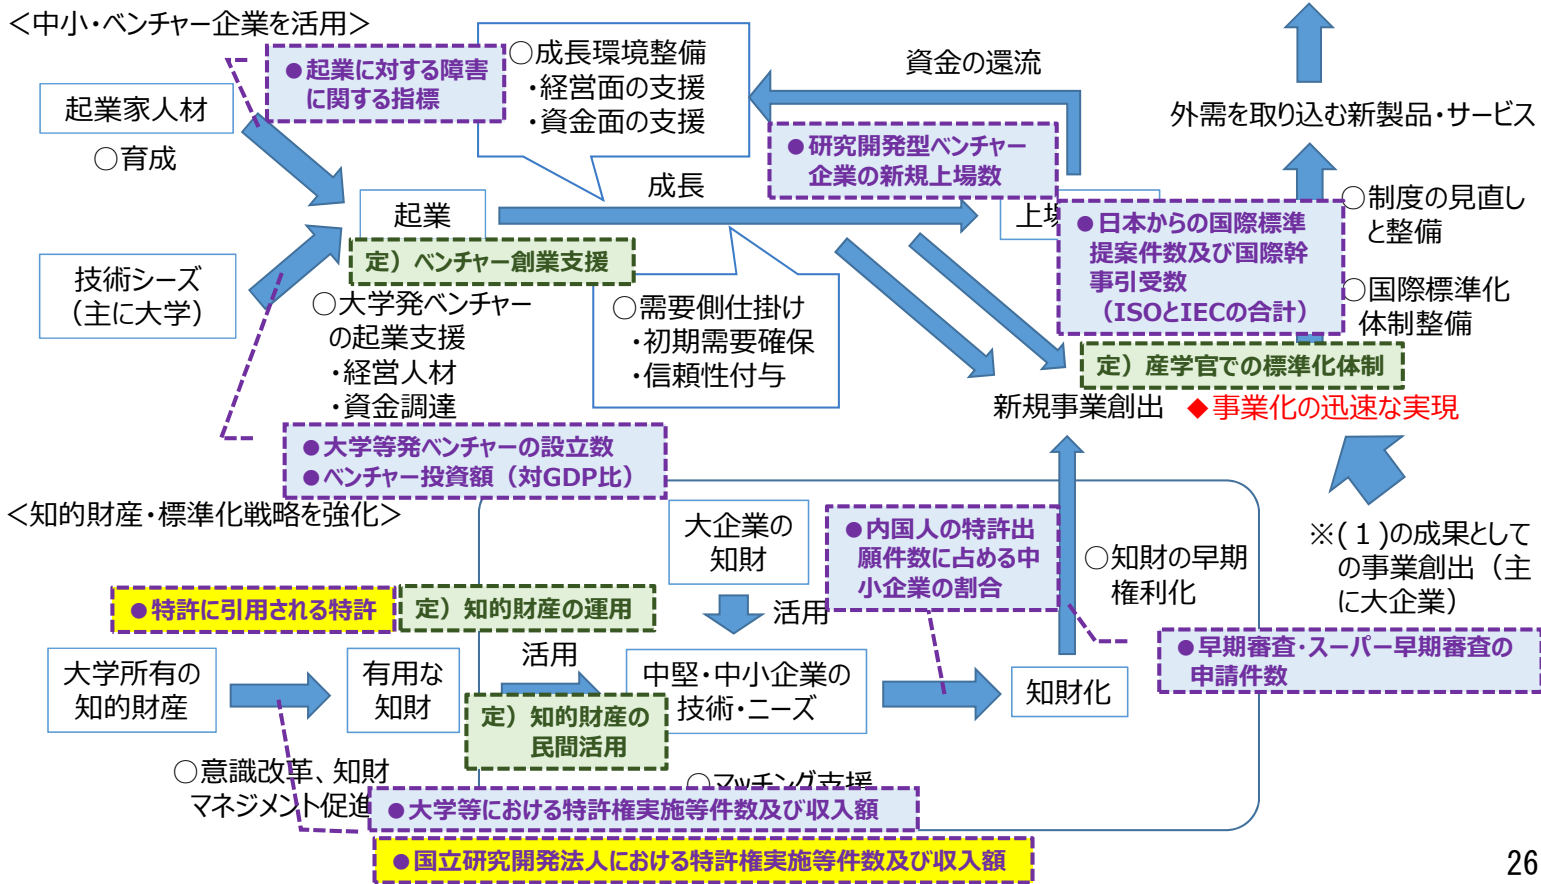 ＜中小・ベンチャー企業を活用＞
●起業に対する障害
に関する指標
○成長環境整備
・経営面の支援
・資金面の支援
資金の還流
起業家人材
○育成
●研究開発型ベンチャー
企業の新規上場数
外需を取り込む新製品・サービス
成長
起業
上場
○制度の見直し
と整備
●日本からの国際標準
提案件数及び国際幹
事引受数
（ISOとIECの合計）
定）ベンチャー創業支援
技術シーズ
（主に大学）
○大学発ベンチャー
の起業支援
・経営人材
・資金調達
○需要側仕掛け
・初期需要確保
・信頼性付与
○国際標準化
体制整備
定）産学官での標準化体制
新規事業創出
◆事業化の迅速な実現
●大学等発ベンチャーの設立数
●ベンチャー投資額（対GDP比）
＜知的財産・標準化戦略を強化＞
大企業の
知財
●内国人の特許出
願件数に占める中
小企業の割合
○知財の早期
権利化
※(１)の成果として
の事業創出（主
に大企業）
●特許に引用される特許
定）知的財産の運用
活用
●早期審査・スーパー早期審査の
申請件数
大学所有の
知的財産
有用な
知財
活用
中堅・中小企業の
技術・ニーズ
知財化
定）知的財産の
民間活用
○意識改革、知財
マネジメント促進
○マッチング支援
●大学等における特許権実施等件数及び収入額
●国立研究開発法人における特許権実施等件数及び収入額
26